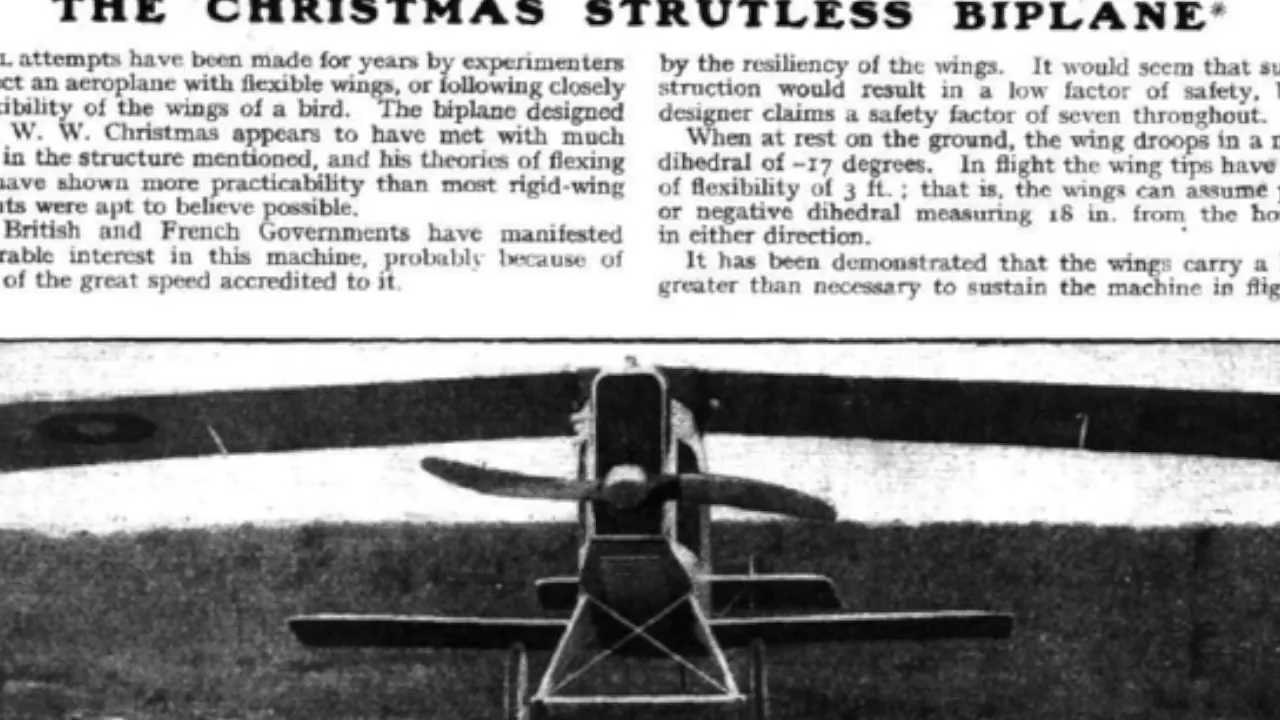 THE CHRISTMAS STRUTLESS BIPLANE*
attempts have been made for years by experimenters
an aeroplane with flexible wings, or following closely
of the wings of a bird. The biplane designed
W. W. Christmas appears to have met with much
in the structure mentioned, and his theories of flexing
have shown more practicability than most rigid-wing
were apt to believe possible.
British and French Governments have manifested
interest in this machine, probably because of
of the great speed accredited to it.
by the resiliency of the wings. It would seem that
struction would result in a low factor of safety,
designer claims a safety factor of seven throughout.
When at rest on the ground, the wing droops in a
dihedral of -17 degrees. In flight the wing tips have
of flexibility of 3 ft.; that is, the wings can assume
or negative dihedral measuring 18 in. from the
in either direction.
It has been demonstrated that the wings carry a
greater than necessary to sustain the machine in